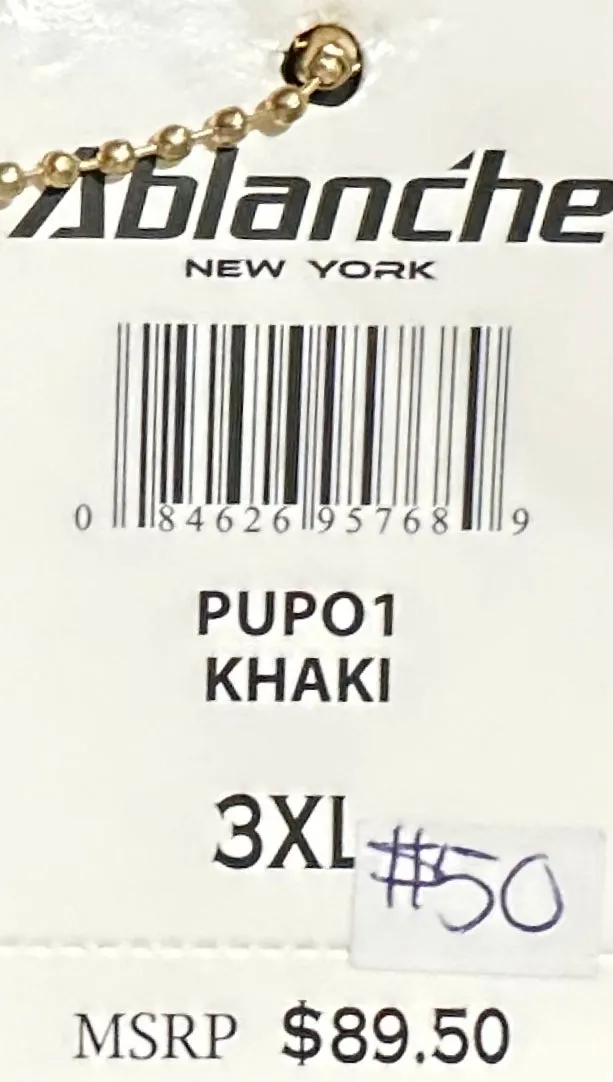 Ablanche
NEW YORK
0 84626 95768 9
PUPO1
KHAKI
3XL
#50
MSRP $89.50